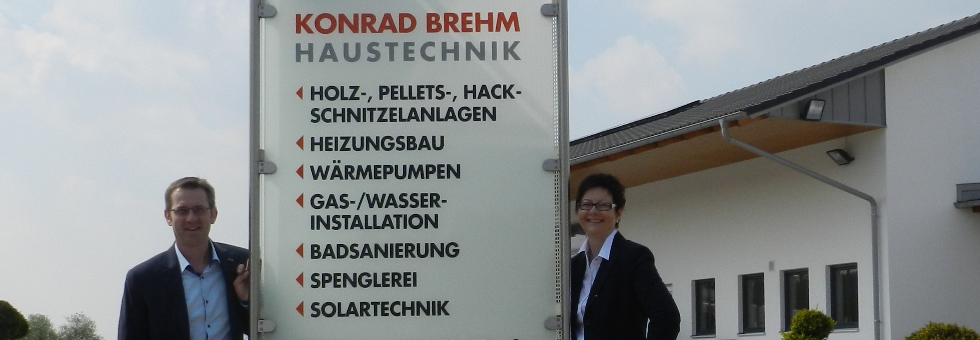 KONRAD BREHM
HAUSTECHNIK
HOLZ-, PELLETS-, HACK-
SCHNITZELANLAGEN
HEIZUNGSBAU
WÄRMEPUMPEN
GAS-/WASSER-
INSTALLATION
BADSANIERUNG
SPENGLEREI
SOLARTECHNIK